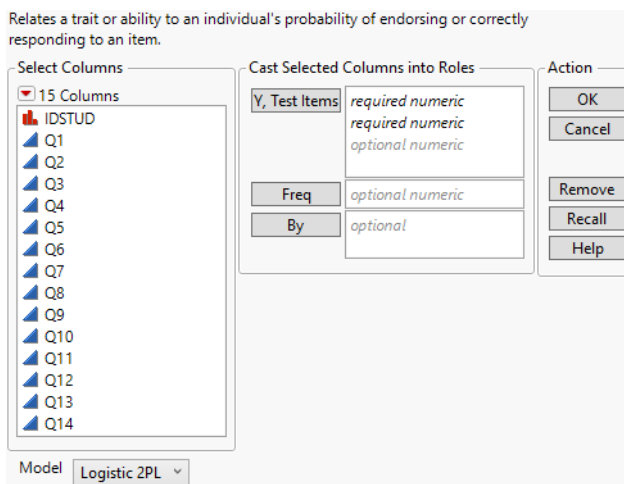 Relates a trait or ability to an individual's probability of endorsing or correctly
responding to an item.
Select Columns
15 Columns
IDSTUD
Q1
Q2
Q3
Q4
Q5
Q6
Q7
Q8
Q9
Q10
Q11
Q12
Q13
Q14
Model Logistic 2PL
Cast Selected Columns into Roles
Y, Test Items
required numeric
required numeric
optional numeric
Freq optional numeric
By optional
Action
OK
Cancel
Remove
Recall
Help